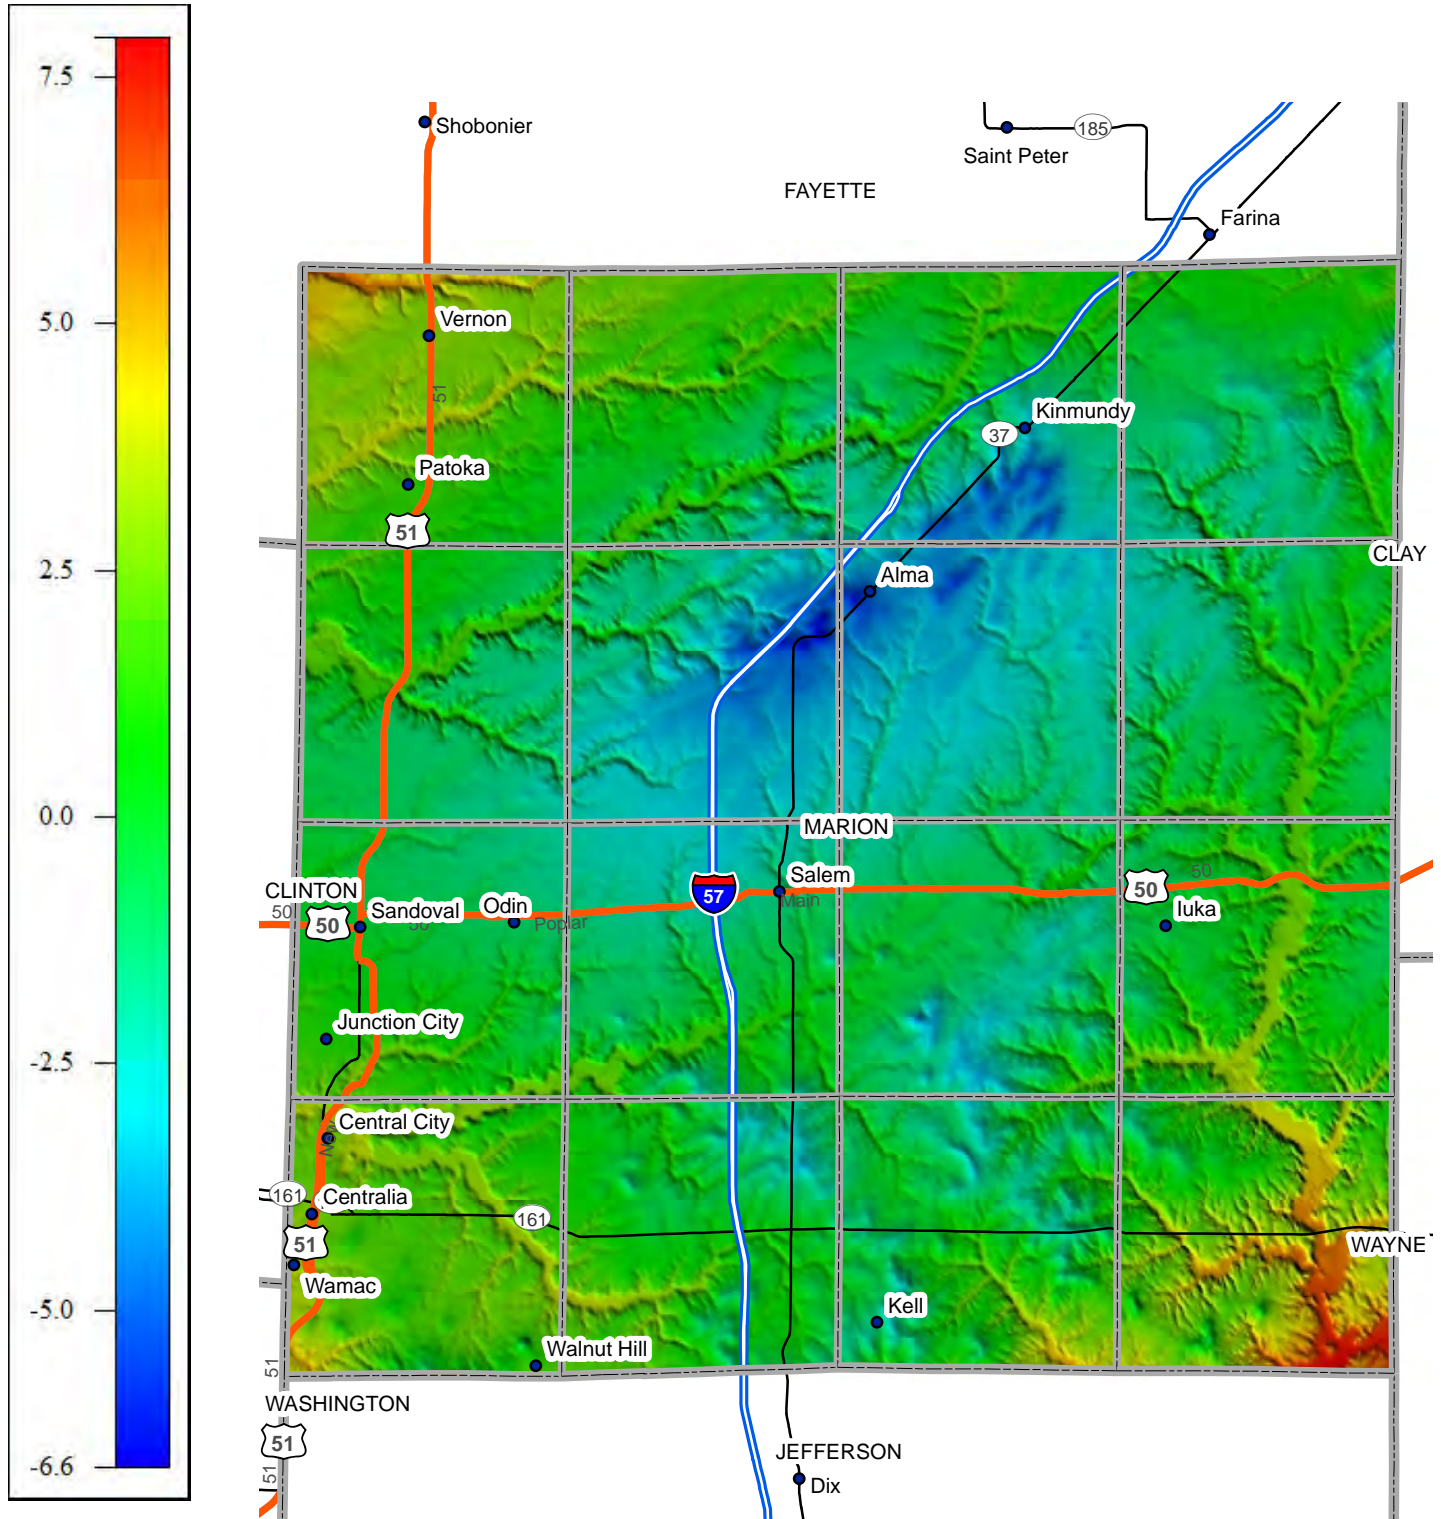 7.5
5.0
2.5
0.0
-2.5
-5.0
-6.6
Shobonier
Saint Peter
185
FAYETTE
Farina
Vernon
51
Kinmundy
37
Patoka
51
CLAY
Alma
MARION
Salem
Main
57
CLINTON
50
50
Sandoval
50
Odin
Poplar
50
50
Iuka
Junction City
Central City
161
Centralia
161
51
Wamac
WAYNE
Kell
Walnut Hill
51
WASHINGTON
51
51
JEFFERSON
Dix